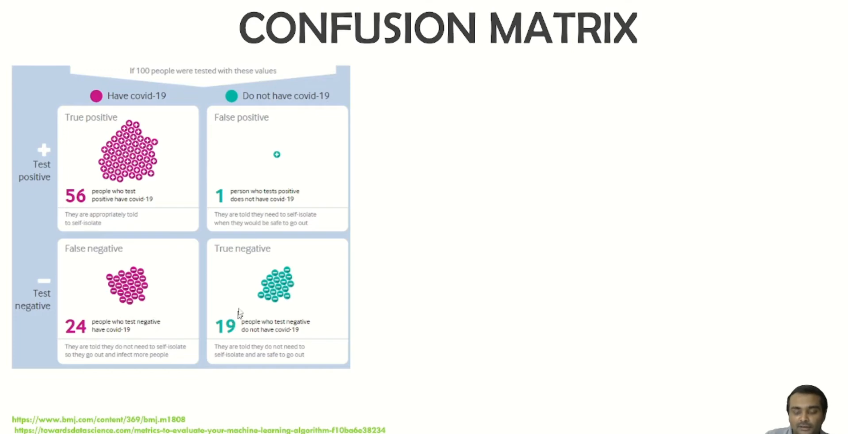 CONFUSION MATRIX
If 100 people were tested with these values
Have covid-19
Do not have covid-19
+
Test
positive
True positive
56
people who test
positive have covid-19
They are appropriately told
to self-isolate
False positive
1
person who tests positive
does not have covid-19
They are told they need to self-isolate
when they would be safe to go out
-
Test
negative
False negative
24
people who test negative
have covid-19
They are told they do not need to self-isolate
so they go out and infect more people
True negative
19
people who test negative
do not have covid-19
They are told they do not need to
self-isolate and are safe to go out
https://www.bmj.com/content/369/bmj.m1808
https://towardsdatascience.com/metrics-to-evaluate-your-machine-learning-algorithm-f10ba6e38234